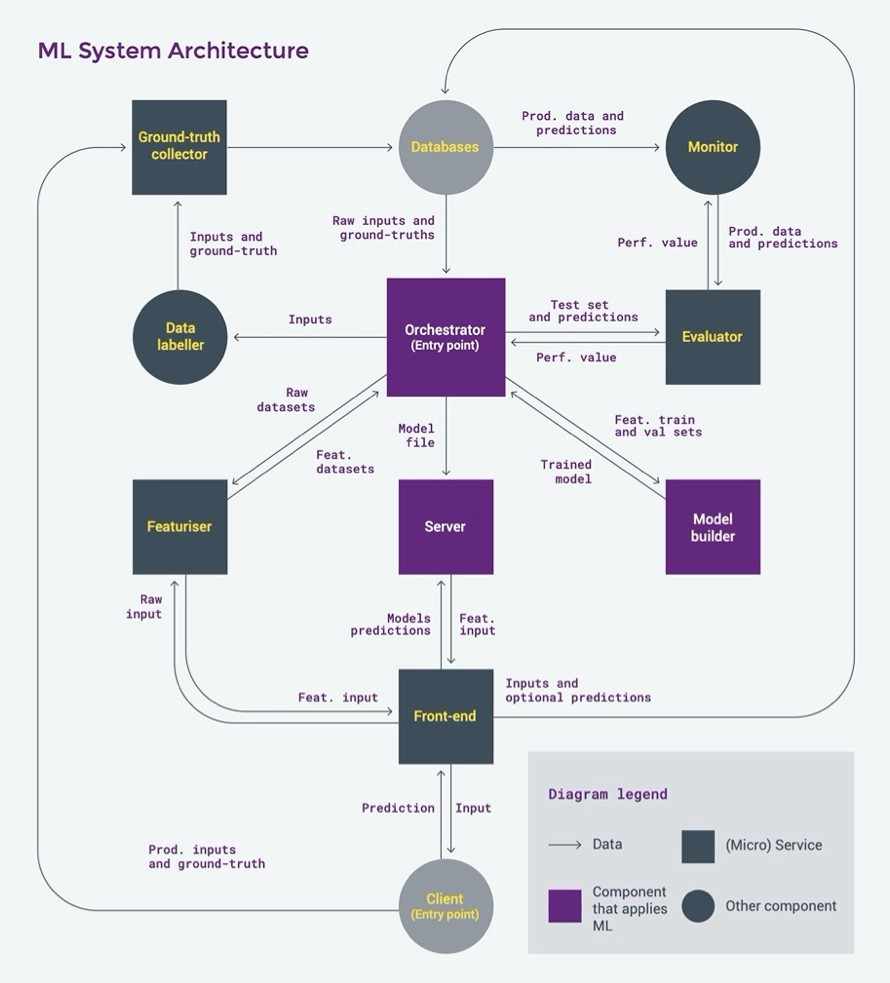 ML System Architecture
Ground-truth
collector
Databases
Prod. data and
predictions
Monitor
Inputs and
ground-truth
Raw inputs and
ground-truths
Perf. value
Prod. data
and predictions
Data
labeller
Inputs
Orchestrator
(Entry point)
Test set
and predictions
Perf. value
Evaluator
Raw
datasets
Feat.
datasets
Model
file
Feat. train
and val sets
Trained
model
Featuriser
Server
Model
builder
Raw
input
Models
predictions
Feat.
input
Feat. input
Front-end
Inputs and
optional predictions
Prediction
Input
Prod. inputs
and ground-truth
Client
(Entry point)
Diagram legend
Data
(Micro) Service
Component
that applies
ML
Other component